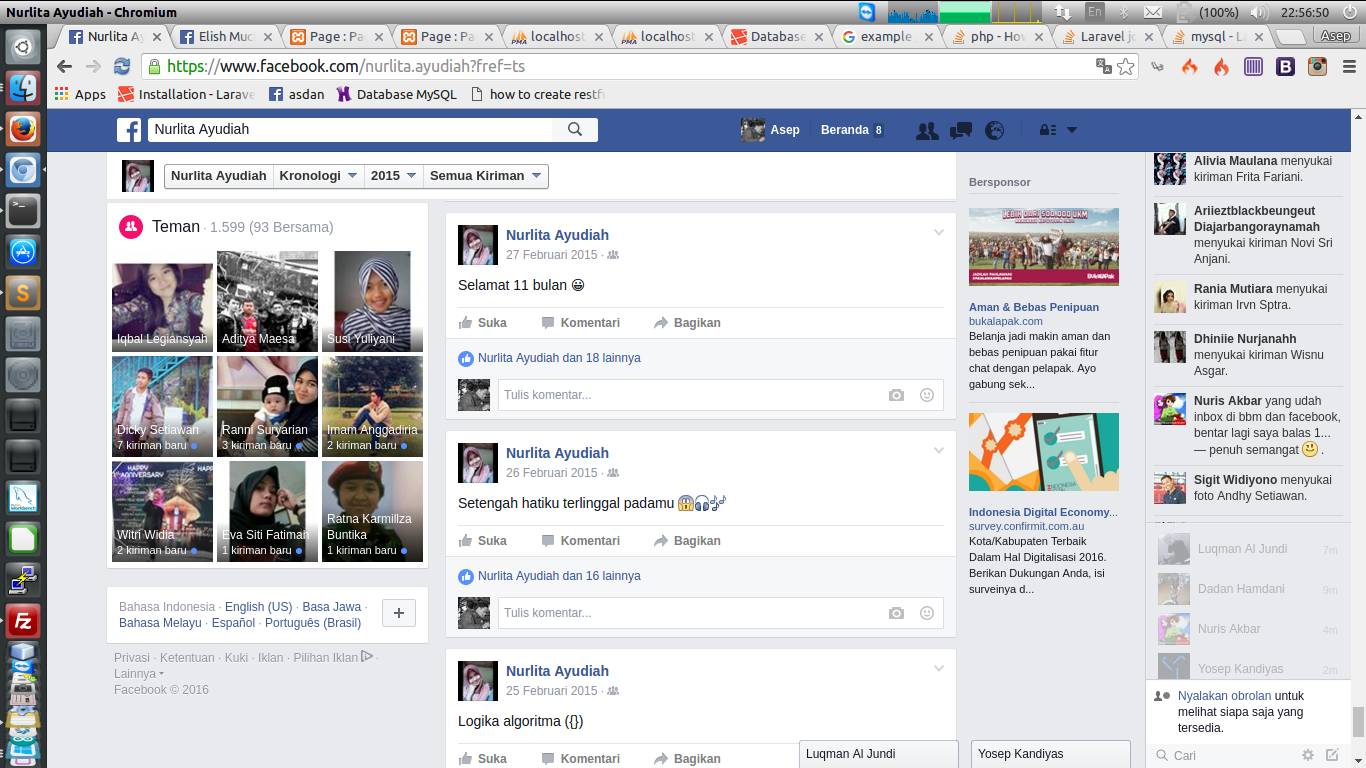 Nurlita Ayudiah - Chromium
En
(100%)
22:56:50
Nurlita Ay
Elish Muc
Page : Pa
Page : Pa
localhos
localhos
Database
example
php - How
Laravel jo
mysql - La
Asep
https://www.facebook.com/nurlita.ayudiah?fref=ts
Apps
Installation - Larave
asdan
Database MySQL
how to create restfu
Nurlita Ayudiah
Asep
Beranda 8
Nurlita Ayudiah
Kronologi
2015
Semua Kiriman
Teman · 1.599 (93 Bersama)
Iqbal Legiansyah
Aditya Maesa
Susi Yuliyani
Dicky Setiawan
7 kiriman baru
Ranni Suryarian
3 kiriman baru
Imam Anggadiria
2 kiriman baru
HAPPY
ANNIVERSARY
Witri Widia
2 kiriman baru
Eva Siti Fatimah
1 kiriman baru
Ratna Karmillza
Buntika
1 kiriman baru
Bahasa Indonesia · English (US) · Basa Jawa ·
Bahasa Melayu · Español · Português (Brasil)
+
Privasi · Ketentuan · Kuki · Iklan · Pilihan Iklan ·
Lainnya
Facebook © 2016
Nurlita Ayudiah
27 Februari 2015 ·
Selamat 11 bulan 😀
Suka
Komentari
Bagikan
Nurlita Ayudiah dan 18 lainnya
Tulis komentar...
Nurlita Ayudiah
26 Februari 2015 ·
Setengah hatiku terlinggal padamu 😱🎧🎶
Suka
Komentari
Bagikan
Nurlita Ayudiah dan 16 lainnya
Tulis komentar...
Nurlita Ayudiah
25 Februari 2015 ·
Logika algoritma ({})
Suka
Komentari
Bagikan
Bersponsor
LEBIH DARI 500.000 UKM
BukaLapak
Aman & Bebas Penipuan
bukalapak.com
Belanja jadi makin aman dan
bebas penipuan pakai fitur
chat dengan pelapak. Ayo
gabung sek...
Indonesia Digital Economy...
survey.confirmit.com.au
Kota/Kabupaten Terbaik
Dalam Hal Digitalisasi 2016.
Berikan Dukungan Anda, isi
surveinya d...
Alivia Maulana menyukai
kiriman Frita Fariani.
Ariieztblackbeungeut
Diajarbangoraynamah
menyukai kiriman Novi Sri
Anjani.
Rania Mutiara menyukai
kiriman Irvn Sptra.
Dhiniie Nurjanahh
menyukai kiriman Wisnu
Asgar.
Nuris Akbar yang udah
inbox di bbm dan facebook,
bentar lagi saya balas 1...
— penuh semangat 🙂 .
Sigit Widiyono menyukai
foto Andhy Setiawan.
Luqman Al Jundi 7m
Dadan Hamdani 9m
Nuris Akbar 4m
Yosep Kandiyas 2m
Nyalakan obrolan untuk
melihat siapa saja yang
tersedia.
Cari
Luqman Al Jundi
Yosep Kandiyas